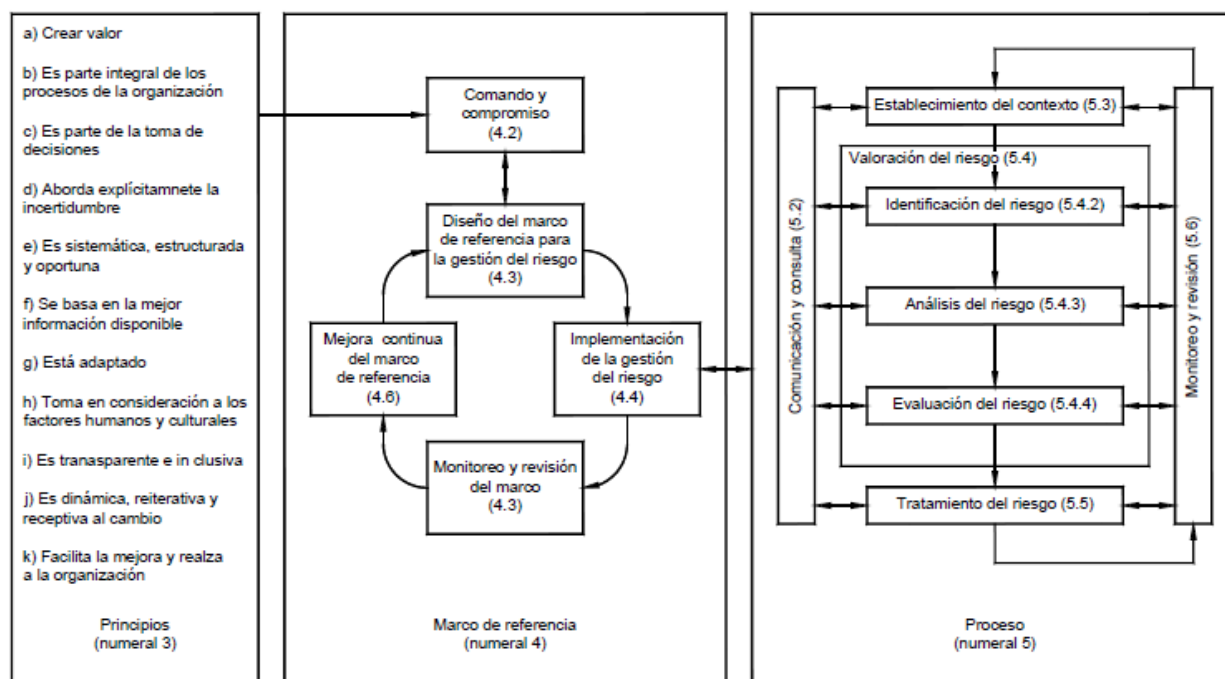 a) Crear valor
b) Es parte integral de los
procesos de la organización
c) Es parte de la toma de
decisiones
d) Aborda explícitamnete la
incertidumbre
e) Es sistemática, estructurada
y oportuna
f) Se basa en la mejor
información disponible
g) Está adaptado
h) Toma en consideración a los
factores humanos y culturales
i) Es tranasparente e in clusiva
j) Es dinámica, reiterativa y
receptiva al cambio
k) Facilita la mejora y realza
a la organización
Principios
(numeral 3)
Comando y
compromiso
(4.2)
Diseño del marco
de referencia para
la gestión del riesgo
(4.3)
Mejora continua
del marco
de referencia
(4.6)
Implementación
de la gestión
del riesgo
(4.4)
Monitoreo y revisión
del marco
(4.3)
Marco de referencia
(numeral 4)
Comunicación y consulta (5.2)
Establecimiento del contexto (5.3)
Valoración del riesgo (5.4)
Identificación del riesgo (5.4.2)
Análisis del riesgo (5.4.3)
Evaluación del riesgo (5.4.4)
Tratamiento del riesgo (5.5)
Monitoreo y revisión (5.6)
Proceso
(numeral 5)